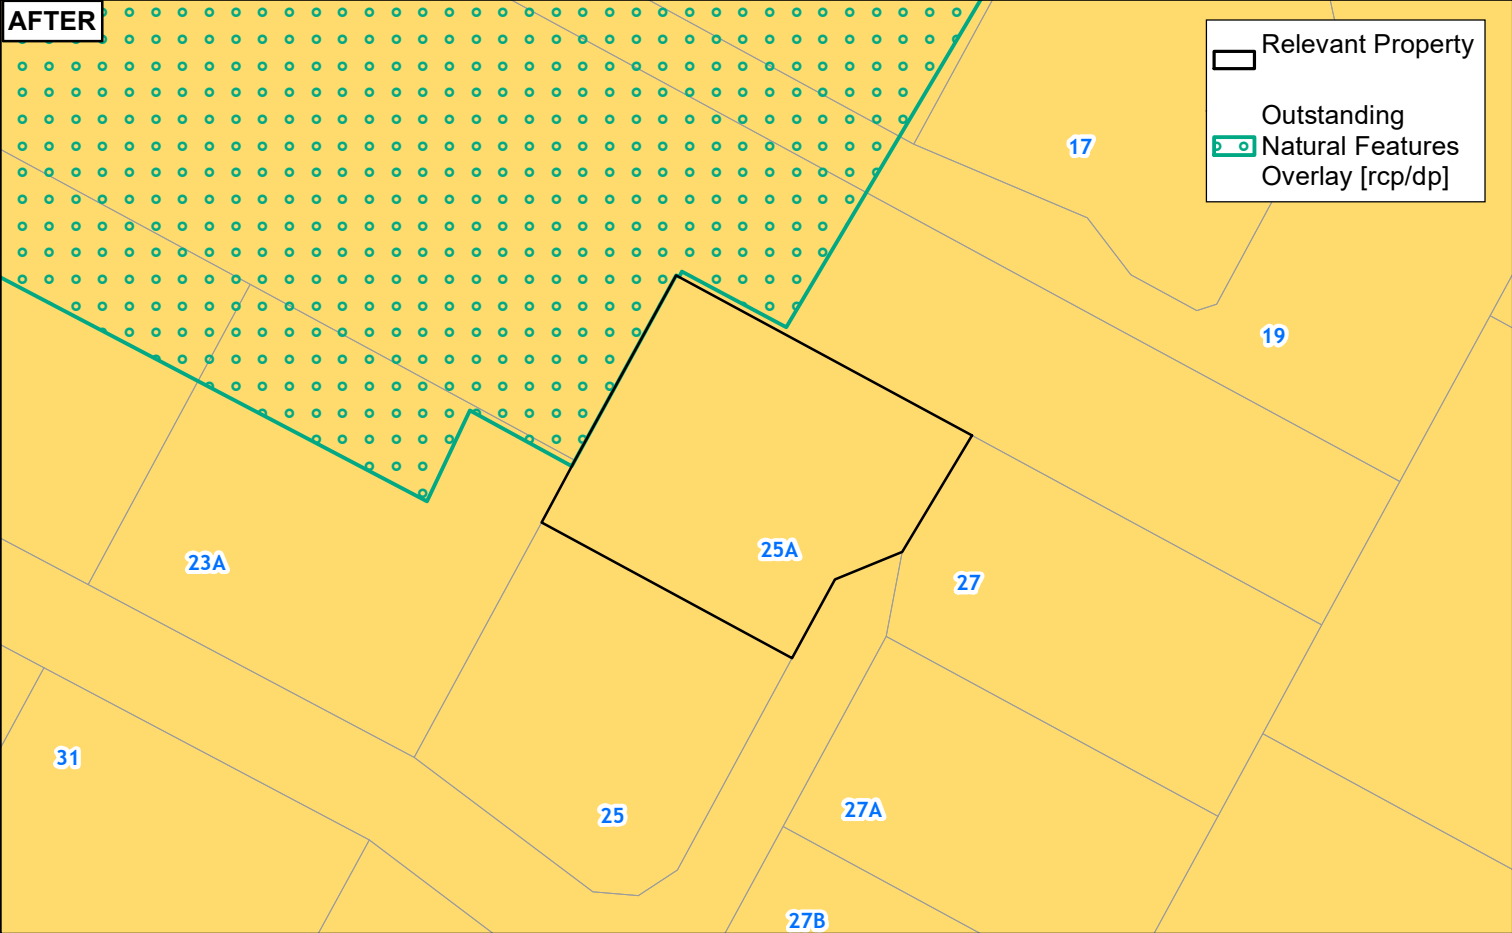 AFTER
Relevant Property
Outstanding
Natural Features
Overlay [rcp/dp]
17
19
25A
23A
27
31
25
27A
27B